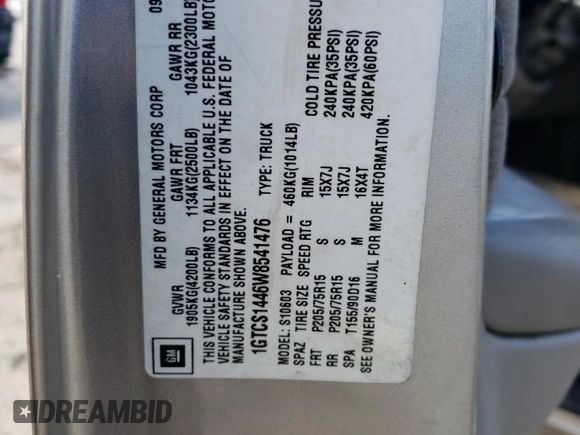 MFD BY GENERAL MOTORS CORP 09
GVWR GAWR FRT GAWR RR
1905KG(4200LB) 1134KG(2500LB) 1043KG(2300LB)
THIS VEHICLE CONFORMS TO ALL APPLICABLE U.S. FEDERAL MOTOR
VEHICLE SAFETY STANDARDS IN EFFECT ON THE DATE OF
MANUFACTURE SHOWN ABOVE.
1GTCS1446W8541476 TYPE: TRUCK
MODEL: S10603 PAYLOAD = 460KG(1014LB)
SPAZ TIRE SIZE SPEED RTG RIM COLD TIRE PRESSU
FRT P205/75R15 S 15X7J 240KPA(35PSI)
RR P205/75R15 S 15X7J 240KPA(35PSI)
SPA T155/90D16 M 16X4T 420KPA(60PSI)
SEE OWNER'S MANUAL FOR MORE INFORMATION.
GM
DREAMBID